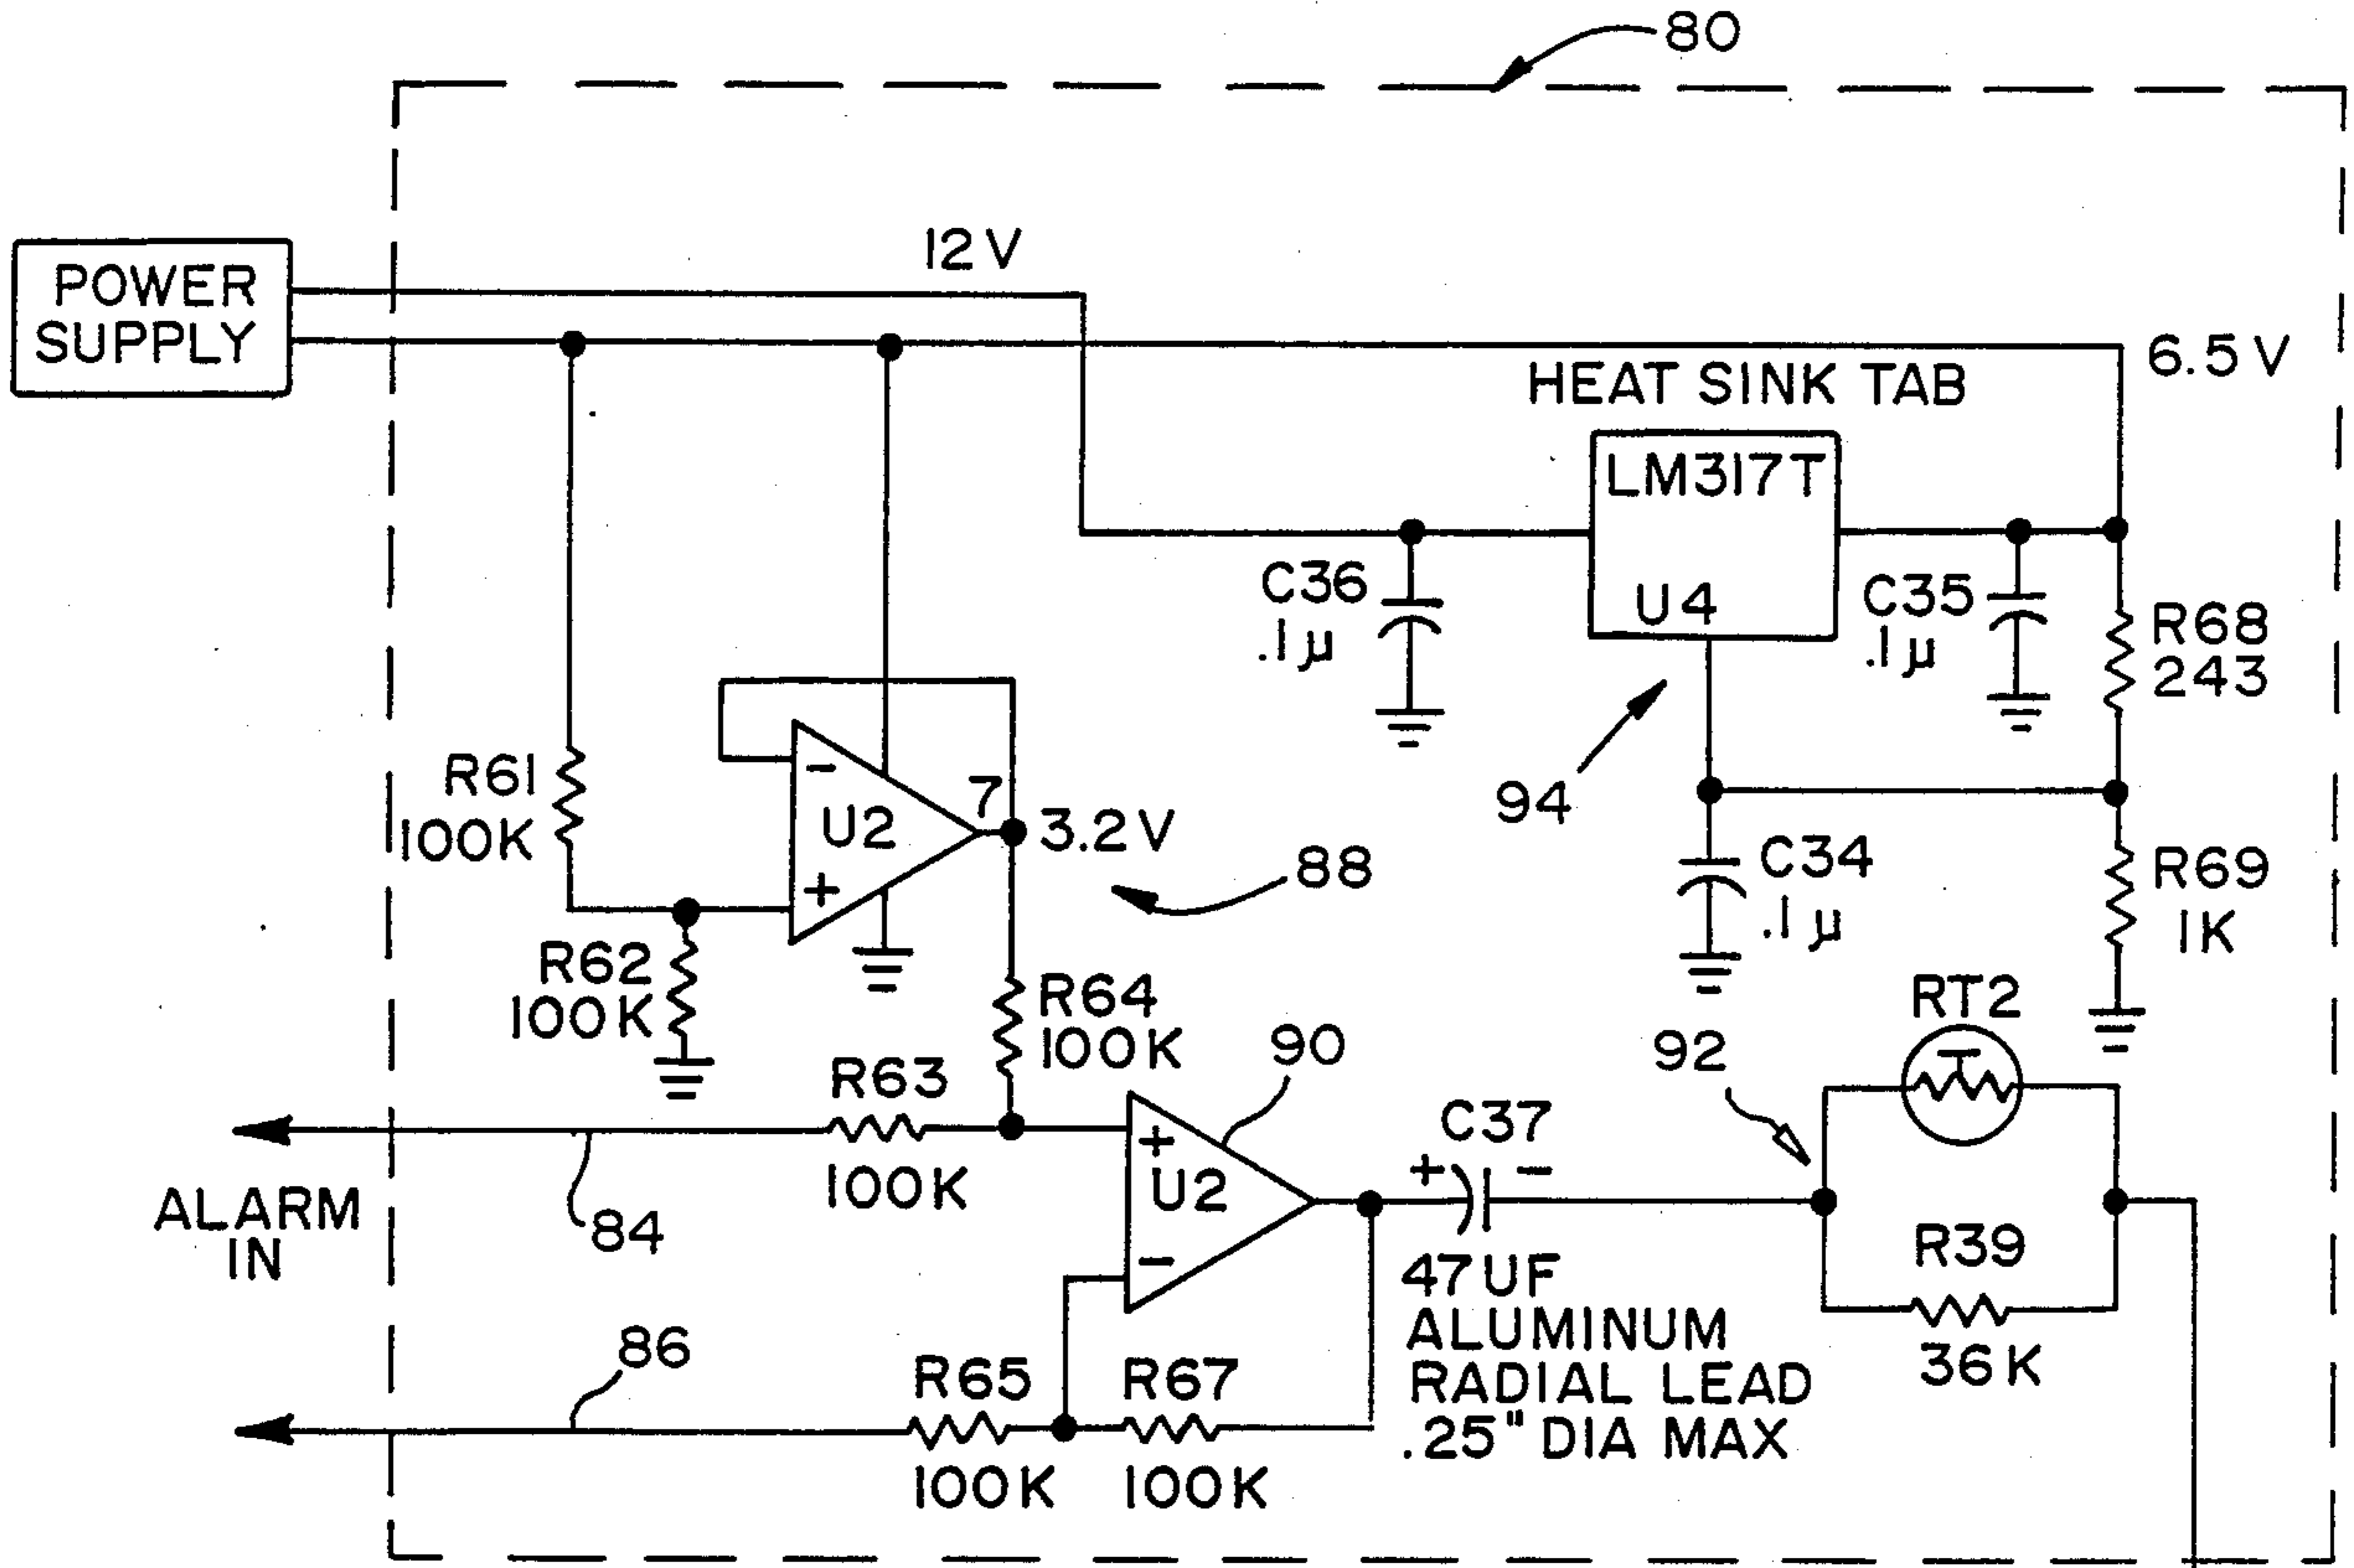 80
12V
POWER
SUPPLY
6.5 V
HEAT SINK TAB
LM317T
U4
C36
.1µ
C35
.1µ
R68
243
94
R61
100K
-
U2
+
7
3.2V
88
C34
.1µ
R69
1K
R62
100K
R64
100K
90
92
RT2
T
R63
100K
ALARM
IN
84
+
U2
-
C37
+ -
47UF
ALUMINUM
RADIAL LEAD
.25" DIA MAX
R39
36K
86
R65
100K
R67
100K